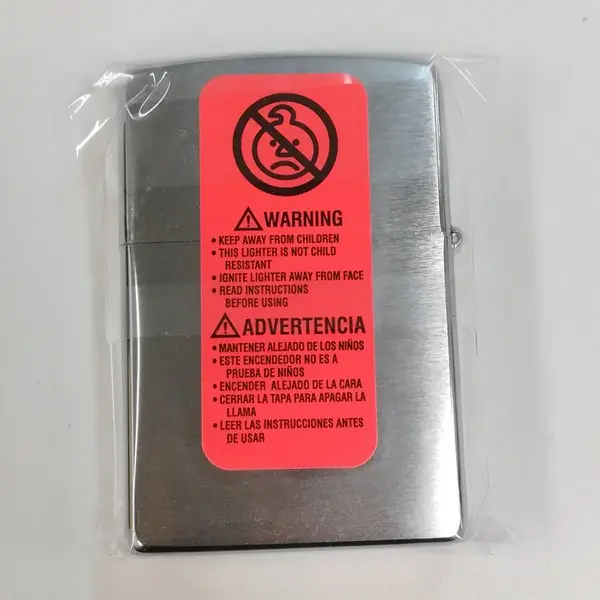 ⚠WARNING
• KEEP AWAY FROM CHILDREN
• THIS LIGHTER IS NOT CHILD
RESISTANT
• IGNITE LIGHTER AWAY FROM FACE
• READ INSTRUCTIONS
BEFORE USING
⚠ADVERTENCIA
• MANTENER ALEJADO DE LOS NIÑOS
• ESTE ENCENDEDOR NO ES A
PRUEBA DE NIÑOS
• ENCENDER ALEJADO DE LA CARA
• CERRAR LA TAPA PARA APAGAR LA
LLAMA
• LEER LAS INSTRUCCIONES ANTES
DE USAR